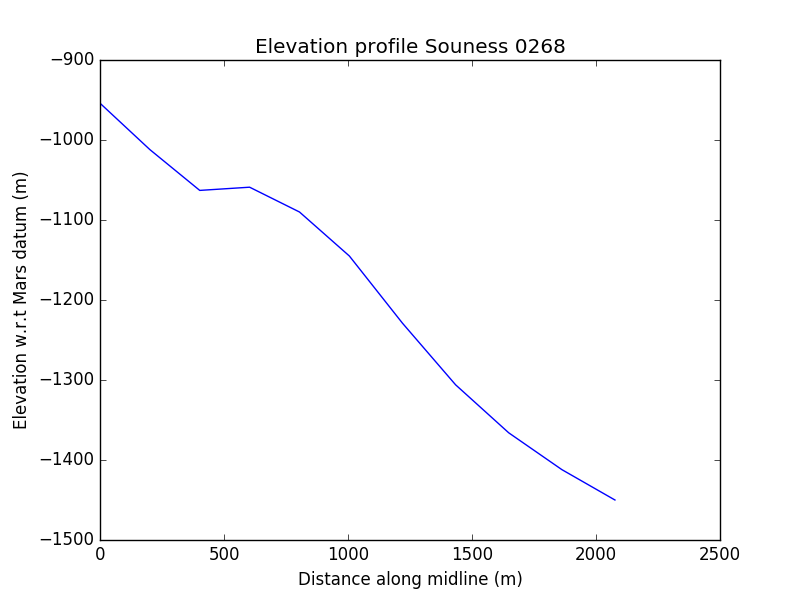 Elevation profile Souness 0268
−900
−1000
−1100
−1200
−1300
−1400
−1500
Elevation w.r.t Mars datum (m)
0 500 1000 1500 2000 2500
Distance along midline (m)